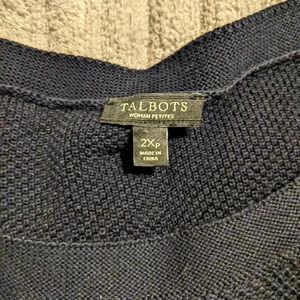 TALBOTS
WOMAN PETITES
2XP
MADE IN
CHINA